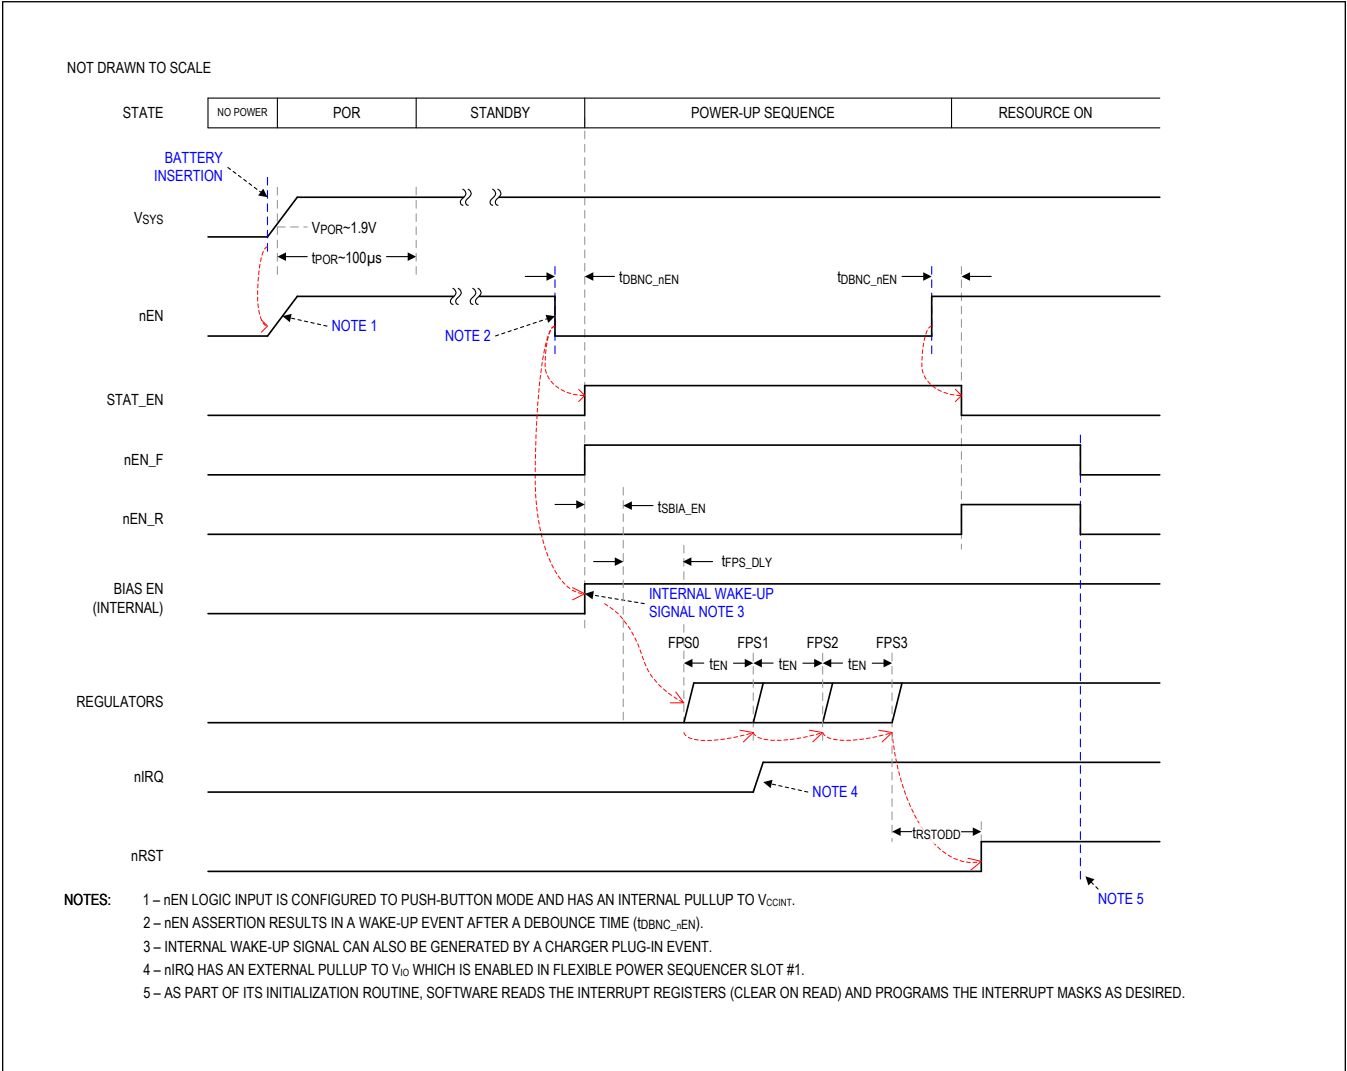 NOT DRAWN TO SCALE
STATE
NO POWER
POR
STANDBY
POWER-UP SEQUENCE
RESOURCE ON
BATTERY
INSERTION
VSYS
VPOR~1.9V
tPOR~100µs
tDBNC_nEN
tDBNC_nEN
nEN
NOTE 1
NOTE 2
STAT_EN
nEN_F
nEN_R
tSBIA_EN
tFPS_DLY
BIAS EN
(INTERNAL)
INTERNAL WAKE-UP
SIGNAL NOTE 3
FPS0
FPS1
FPS2
FPS3
tEN
tEN
tEN
REGULATORS
nIRQ
NOTE 4
tRSTODD
nRST
NOTE 5
NOTES:
1 – nEN LOGIC INPUT IS CONFIGURED TO PUSH-BUTTON MODE AND HAS AN INTERNAL PULLUP TO VCCINT.
2 – nEN ASSERTION RESULTS IN A WAKE-UP EVENT AFTER A DEBOUNCE TIME (tDBNC_nEN).
3 – INTERNAL WAKE-UP SIGNAL CAN ALSO BE GENERATED BY A CHARGER PLUG-IN EVENT.
4 – nIRQ HAS AN EXTERNAL PULLUP TO VIO WHICH IS ENABLED IN FLEXIBLE POWER SEQUENCER SLOT #1.
5 – AS PART OF ITS INITIALIZATION ROUTINE, SOFTWARE READS THE INTERRUPT REGISTERS (CLEAR ON READ) AND PROGRAMS THE INTERRUPT MASKS AS DESIRED.